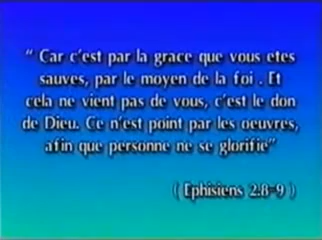 “ Car c'est par la grace que vous etes
sauves, par le moyen de la foi . Et
cela ne vient pas de vous, c'est le don
de Dieu. Ce n'est point par les oeuvres,
afin que personne ne se glorifie”
( Ephisiens 2.8-9 )